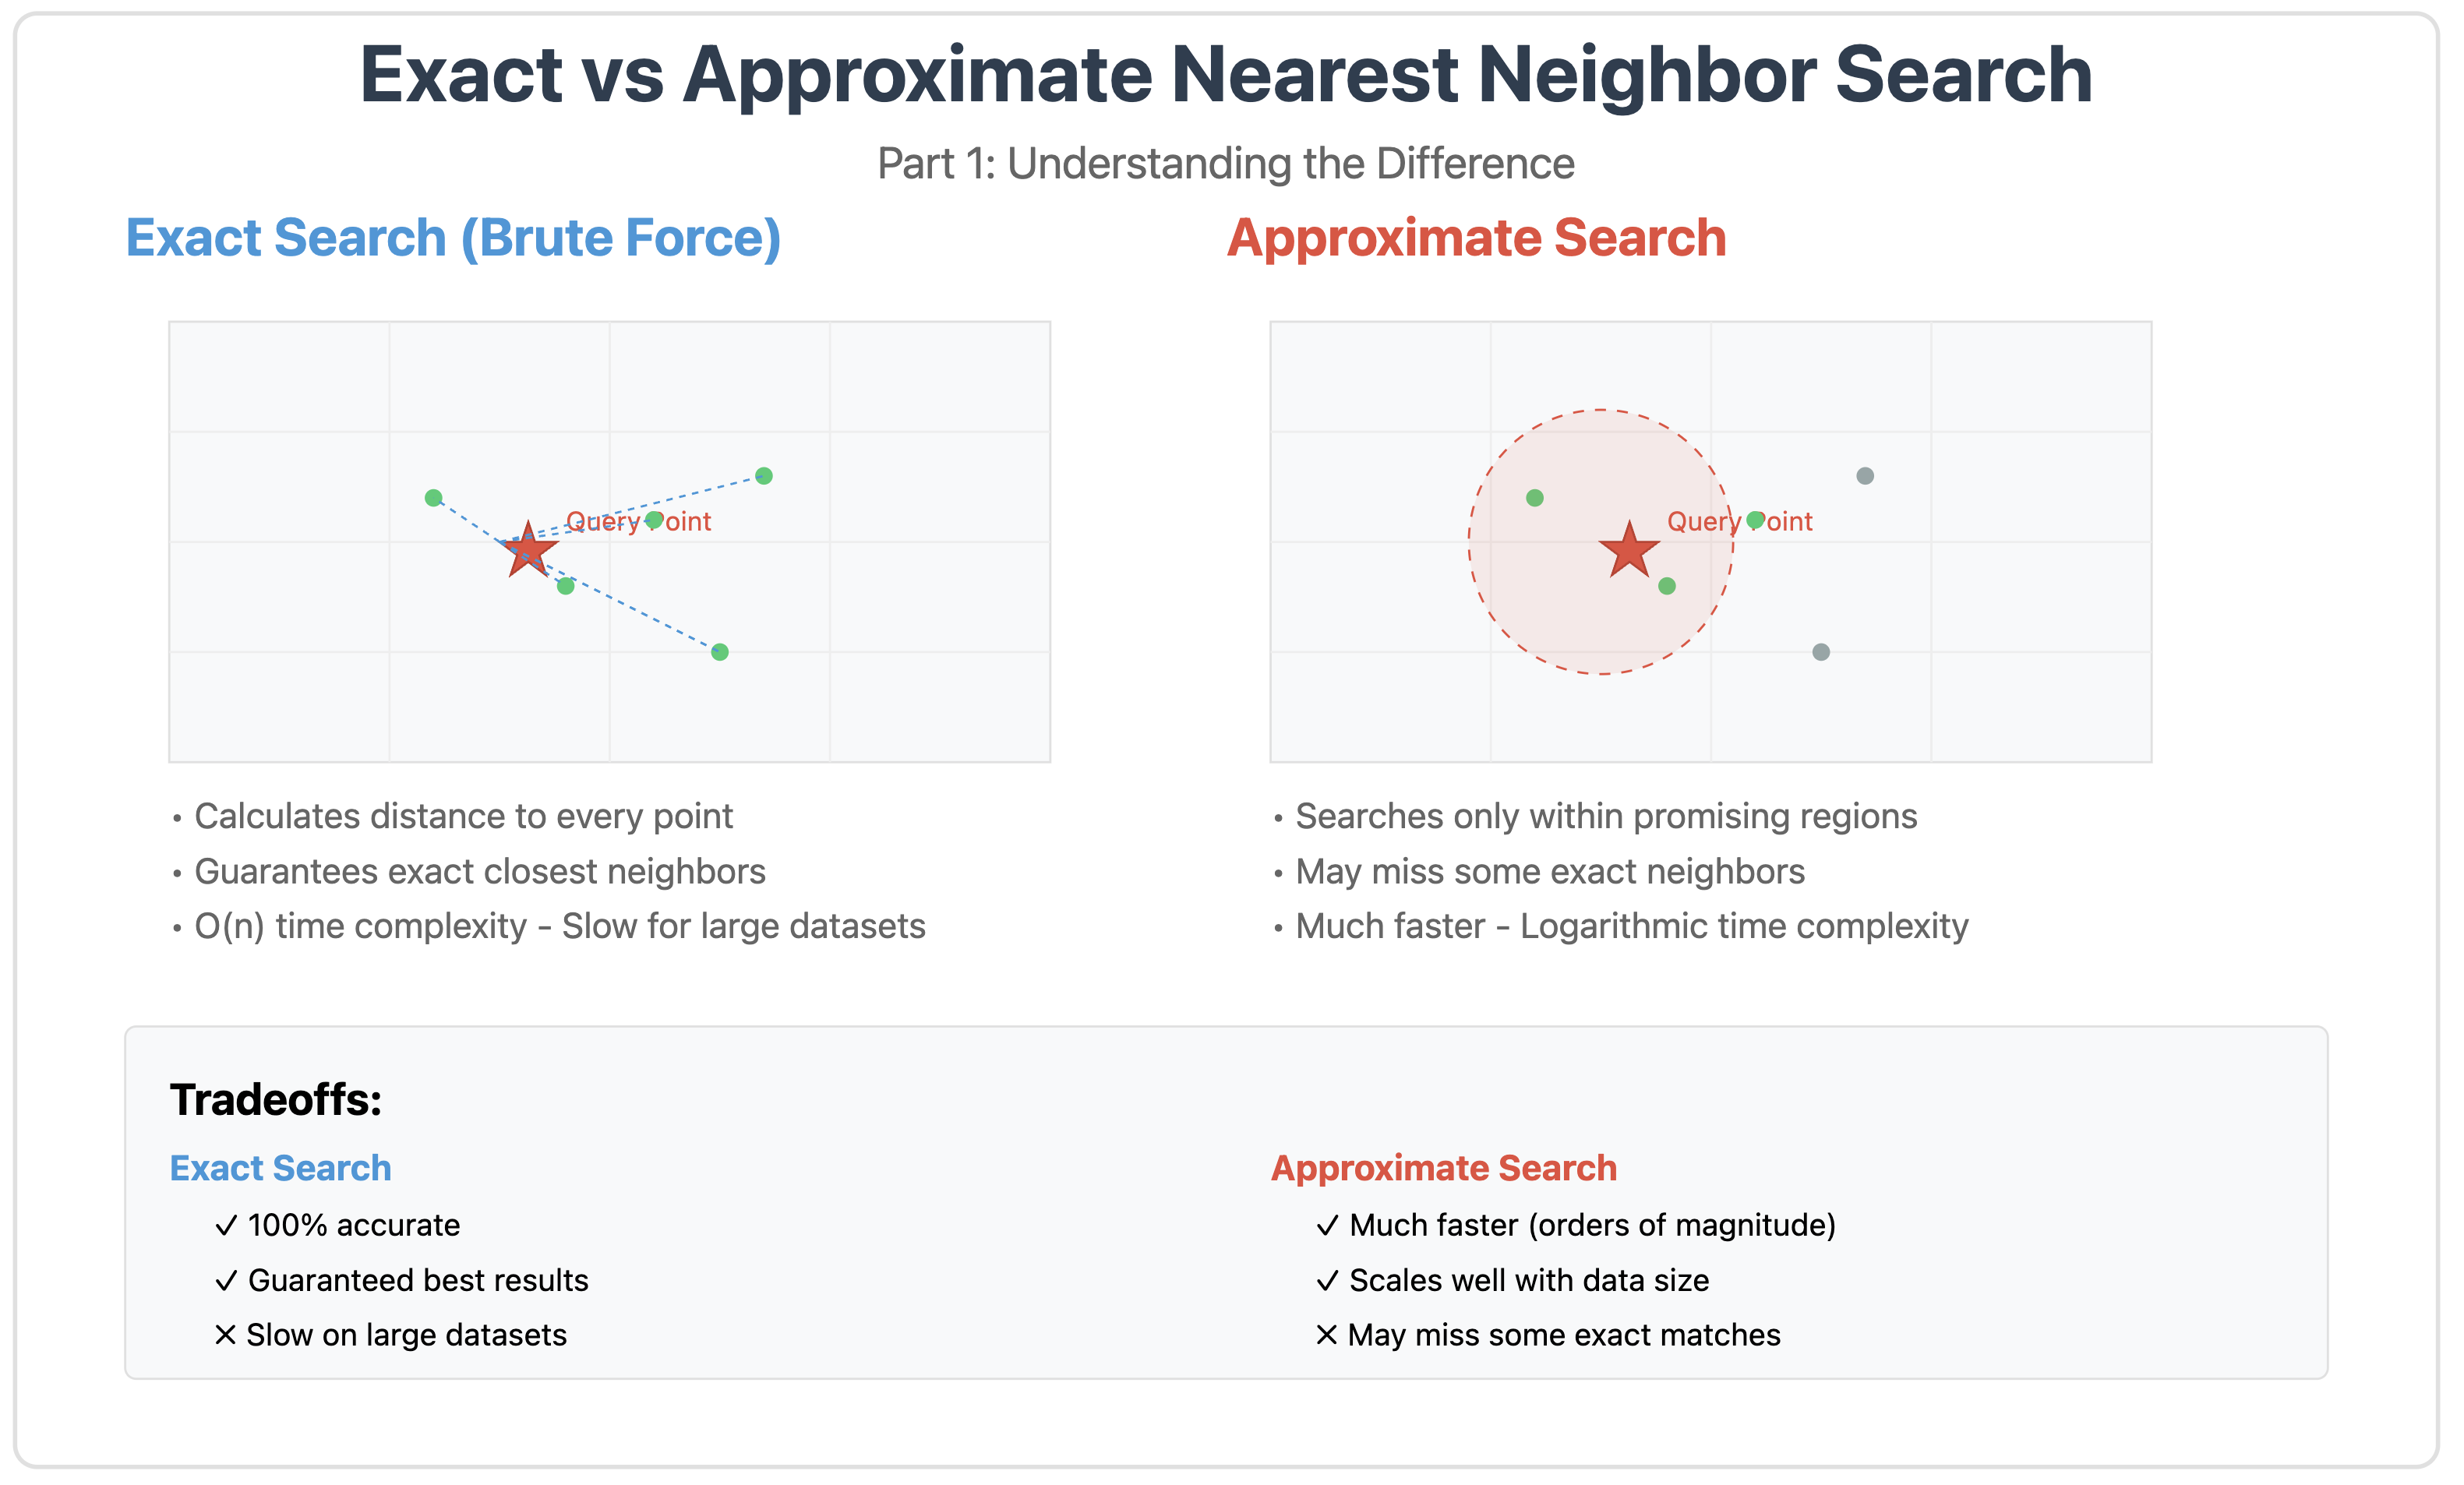 Exact vs Approximate Nearest Neighbor Search
Part 1: Understanding the Difference
Exact Search (Brute Force)
Query Point
• Calculates distance to every point
• Guarantees exact closest neighbors
• O(n) time complexity - Slow for large datasets
Approximate Search
Query Point
• Searches only within promising regions
• May miss some exact neighbors
• Much faster - Logarithmic time complexity
Tradeoffs:
Exact Search
✓ 100% accurate
✓ Guaranteed best results
✕ Slow on large datasets
Approximate Search
✓ Much faster (orders of magnitude)
✓ Scales well with data size
✕ May miss some exact matches